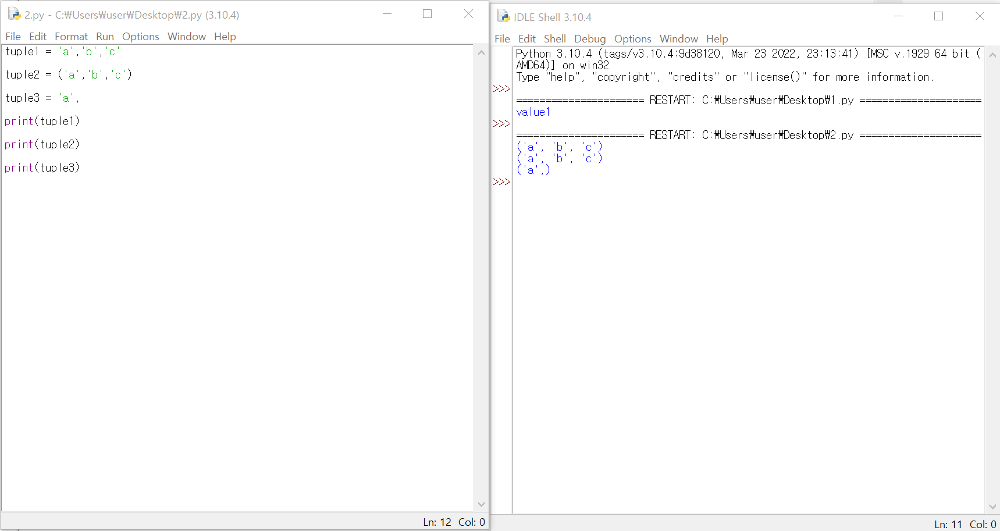 2.py - C:₩Users₩user₩Desktop₩2.py (3.10.4)
File Edit Format Run Options Window Help
tuple1 = 'a','b','c'
tuple2 = ('a','b','c')
tuple3 = 'a',
print(tuple1)
print(tuple2)
print(tuple3)
Ln: 12 Col: 0
IDLE Shell 3.10.4
File Edit Shell Debug Options Window Help
Python 3.10.4 (tags/v3.10.4:9d38120, Mar 23 2022, 23:13:41) [MSC v.1929 64 bit (
AMD64)] on win32
Type "help", "copyright", "credits" or "license()" for more information.
>>>
====================== RESTART: C:₩Users₩user₩Desktop₩1.py =====================
value1
>>>
====================== RESTART: C:₩Users₩user₩Desktop₩2.py =====================
('a', 'b', 'c')
('a', 'b', 'c')
('a',)
>>>
Ln: 11 Col: 0